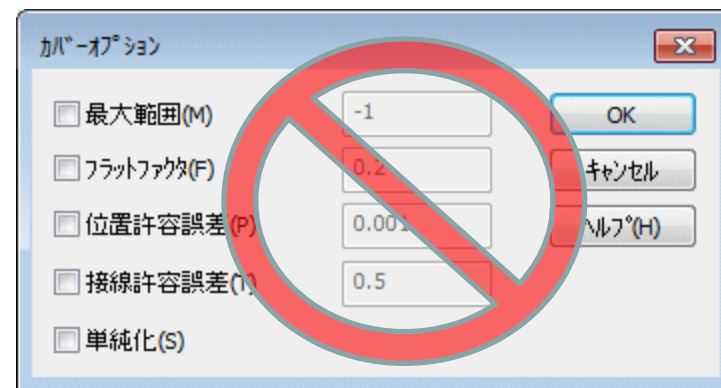 ｶﾊﾞｰｵﾌﾟｼｮﾝ
最大範囲(M) -1 OK
ﾌﾗｯﾄﾌｧｸﾀ(F) 0.2 ｷｬﾝｾﾙ
位置許容誤差(P) 0.001 ﾍﾙﾌﾟ(H)
接線許容誤差(T) 0.5
単純化(S)